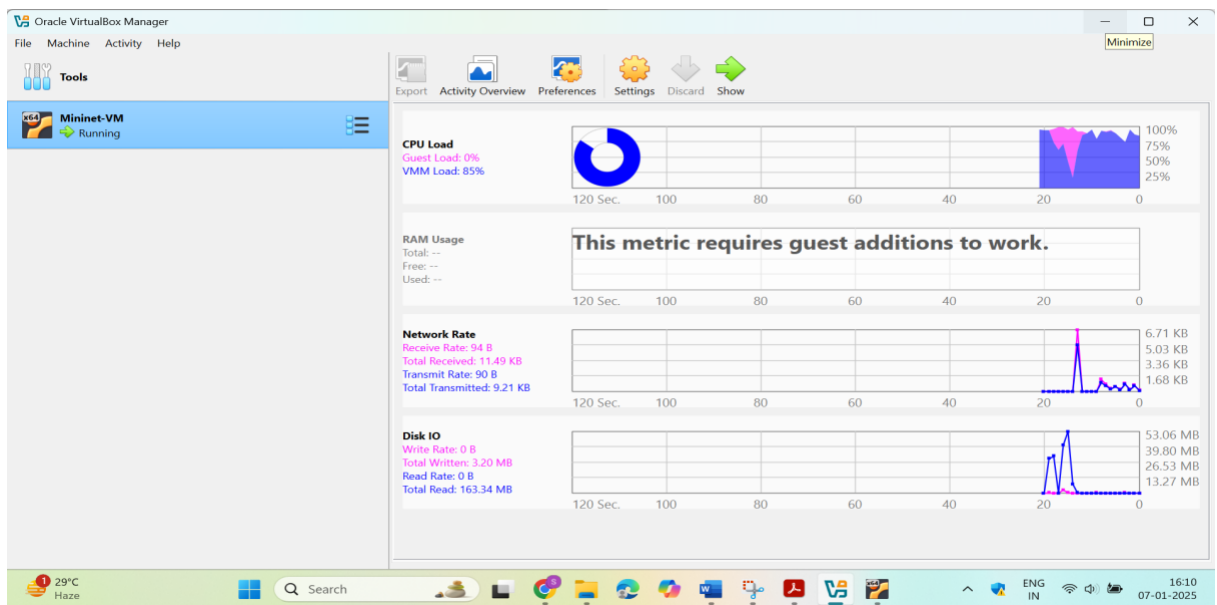 Oracle VirtualBox Manager
File Machine Activity Help
Minimize
Tools
Export Activity Overview Preferences Settings Discard Show
x64
Mininet-VM
Running
CPU Load
Guest Load: 0%
VMM Load: 85%
100%
75%
50%
25%
120 Sec. 100 80 60 40 20 0
RAM Usage
Total: --
Free: --
Used: --
This metric requires guest additions to work.
120 Sec. 100 80 60 40 20 0
Network Rate
Receive Rate: 94 B
Total Received: 11.49 KB
Transmit Rate: 90 B
Total Transmitted: 9.21 KB
6.71 KB
5.03 KB
3.36 KB
1.68 KB
120 Sec. 100 80 60 40 20 0
Disk IO
Write Rate: 0 B
Total Written: 3.20 MB
Read Rate: 0 B
Total Read: 163.34 MB
53.06 MB
39.80 MB
26.53 MB
13.27 MB
120 Sec. 100 80 60 40 20 0
1
29°C
Haze
Search
ENG
IN
16:10
07-01-2025